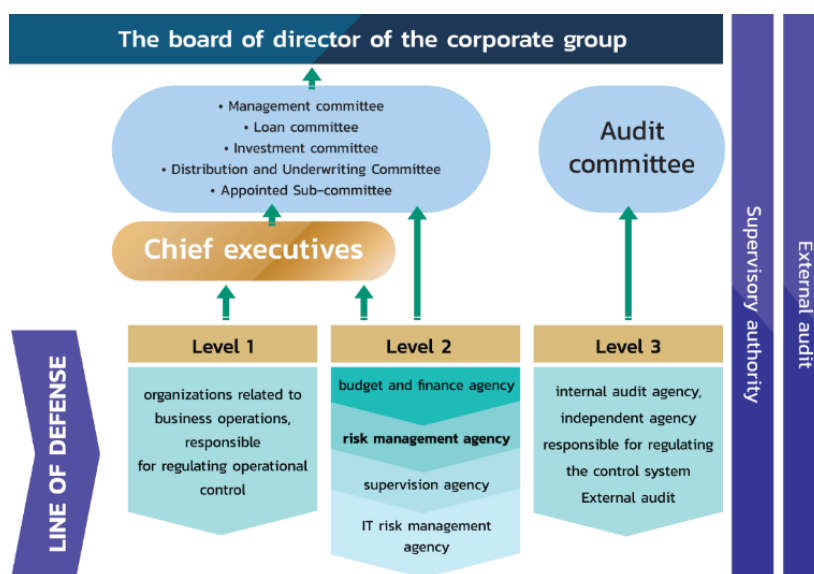 The board of director of the corporate group
• Management committee
• Loan committee
• Investment committee
• Distribution and Underwriting Committee
• Appointed Sub-committee
Audit
committee
Chief executives
Supervisory authority
External audit
LINE OF DEFENSE
Level 1
organizations related to
business operations,
responsible
for regulating operational
control
Level 2
budget and finance agency
risk management agency
supervision agency
IT risk management
agency
Level 3
internal audit agency,
independent agency
responsible for regulating
the control system
External audit